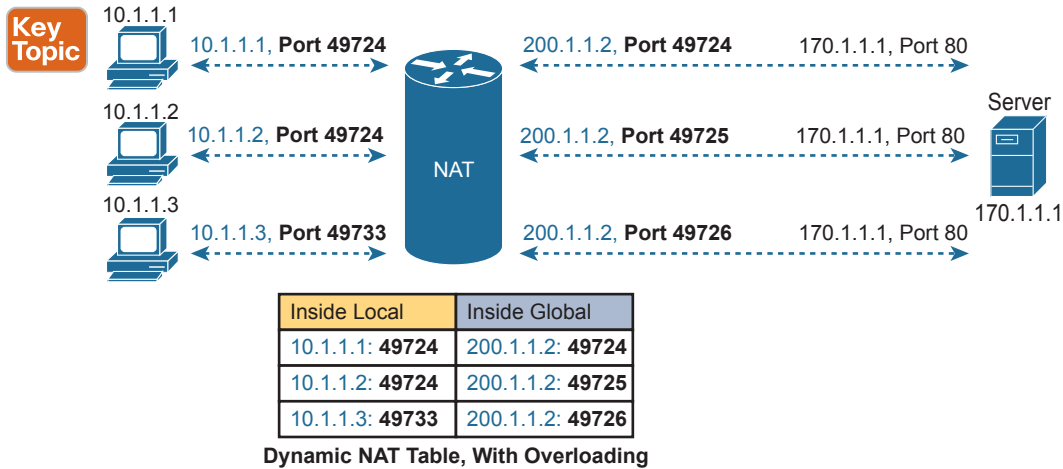 Key
Topic
10.1.1.1
10.1.1.1, Port 49724
200.1.1.2, Port 49724
170.1.1.1, Port 80
10.1.1.2
10.1.1.2, Port 49724
NAT
200.1.1.2, Port 49725
170.1.1.1, Port 80
Server
170.1.1.1
10.1.1.3
10.1.1.3, Port 49733
200.1.1.2, Port 49726
170.1.1.1, Port 80
Inside Local Inside Global
10.1.1.1: 49724 200.1.1.2: 49724
10.1.1.2: 49724 200.1.1.2: 49725
10.1.1.3: 49733 200.1.1.2: 49726
Dynamic NAT Table, With Overloading